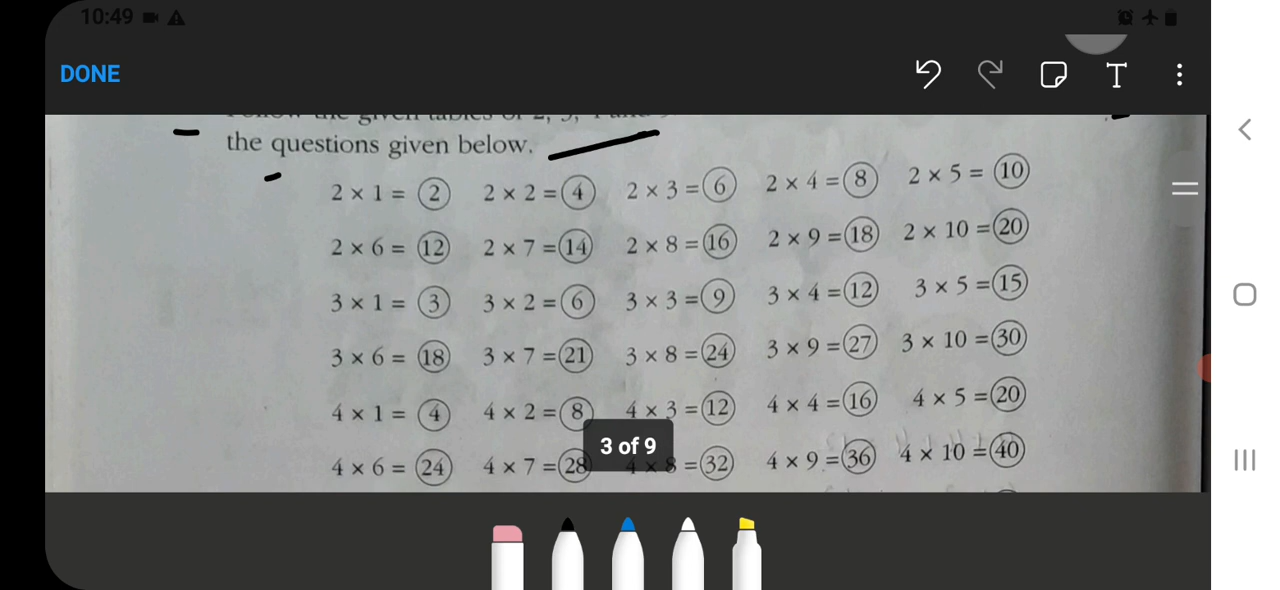 10:49
DONE
T
the questions given below.
2 × 1 = 2 2 × 2 = 4 2 × 3 = 6 2 × 4 = 8 2 × 5 = 10
2 × 6 = 12 2 × 7 = 14 2 × 8 = 16 2 × 9 = 18 2 × 10 = 20
3 × 1 = 3 3 × 2 = 6 3 × 3 = 9 3 × 4 = 12 3 × 5 = 15
3 × 6 = 18 3 × 7 = 21 3 × 8 = 24 3 × 9 = 27 3 × 10 = 30
4 × 1 = 4 4 × 2 = 8 4 × 3 = 12 4 × 4 = 16 4 × 5 = 20
3 of 9
4 × 6 = 24 4 × 7 = 28 4 × 8 = 32 4 × 9 = 36 4 × 10 = 40